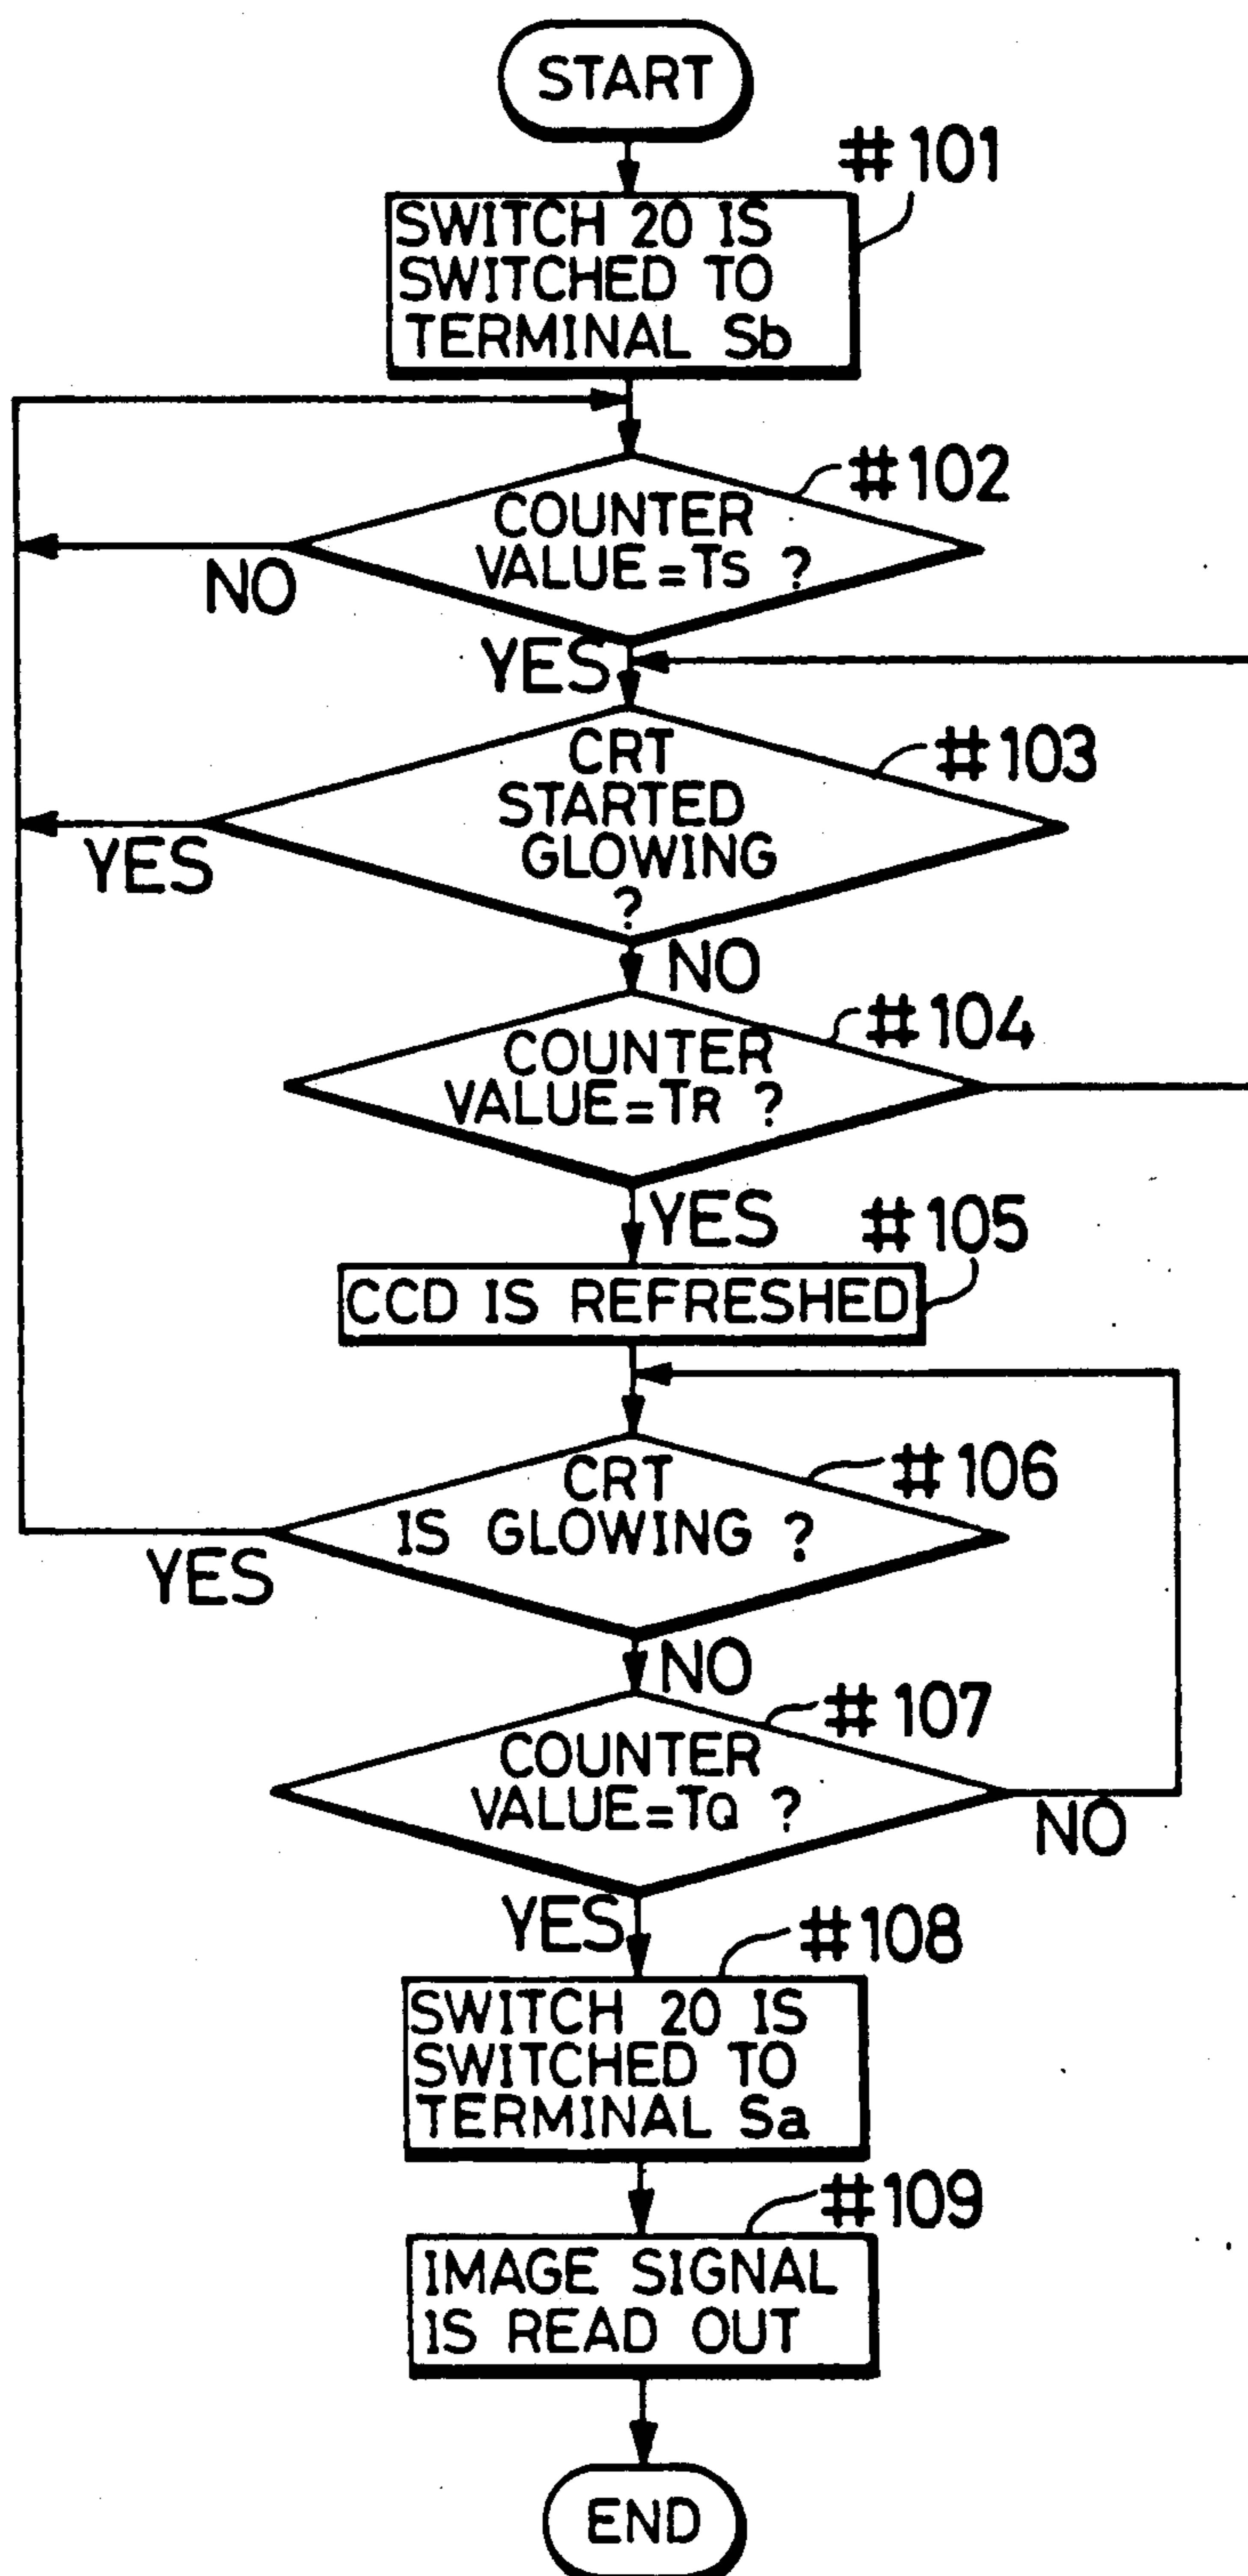 START
#101
SWITCH 20 IS
SWITCHED TO
TERMINAL Sb
#102
COUNTER
VALUE=Ts ?
NO
YES
#103
CRT
STARTED
GLOWING
?
YES
NO
#104
COUNTER
VALUE=TR ?
YES
#105
CCD IS REFRESHED
#106
CRT
IS GLOWING ?
YES
NO
#107
COUNTER
VALUE=TQ ?
NO
YES
#108
SWITCH 20 IS
SWITCHED TO
TERMINAL Sa
#109
IMAGE SIGNAL
IS READ OUT
END